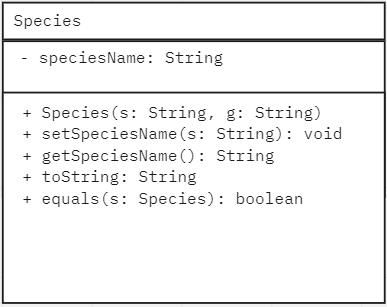 Species
- speciesName: String
+ Species(s: String, g: String)
+ setSpeciesName(s: String): void
+ getSpeciesName(): String
+ toString: String
+ equals(s: Species): boolean